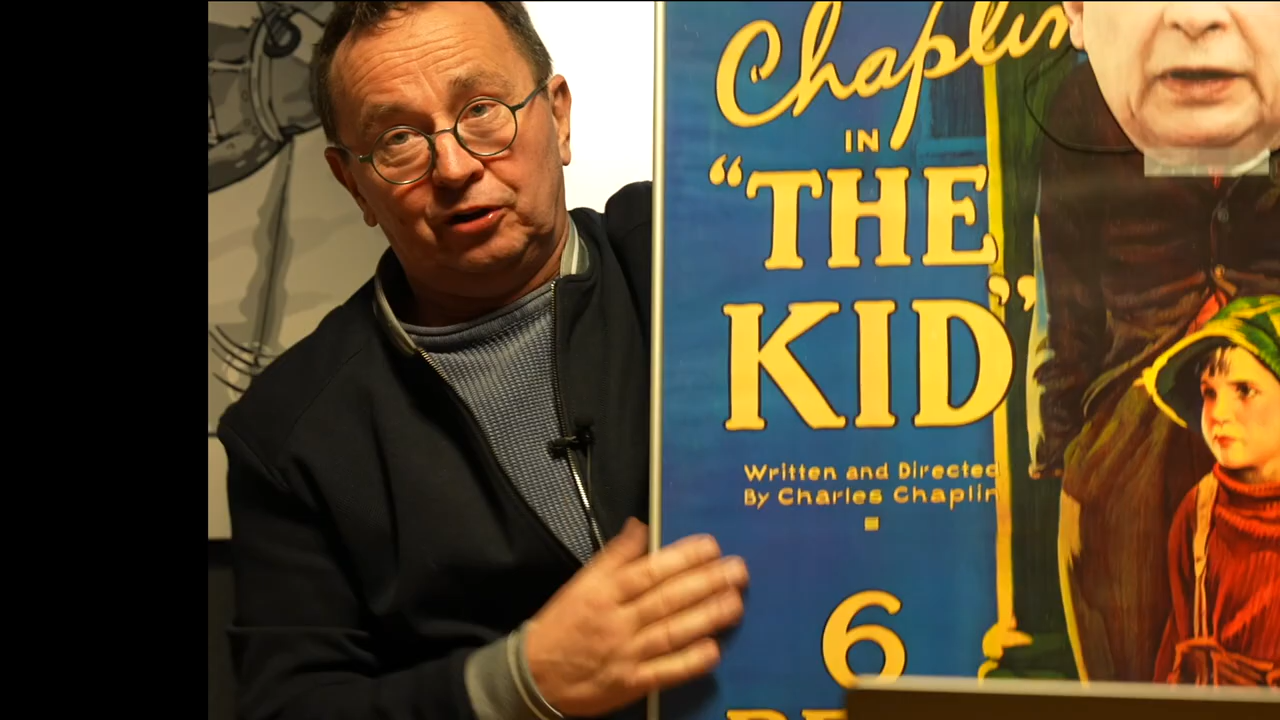 Chaplin
IN
“THE
KID”
Written and Directed
By Charles Chaplin
6